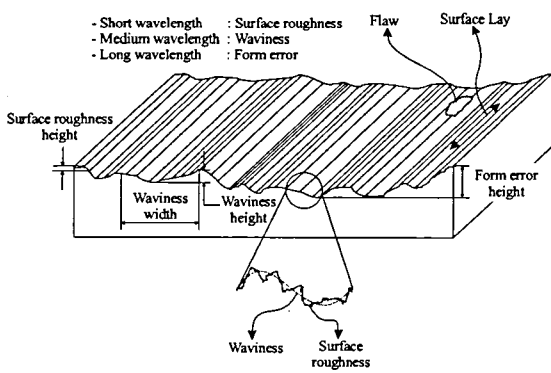 - Short wavelength : Surface roughness
- Medium wavelength : Waviness
- Long wavelength : Form error
Flaw
Surface Lay
Surface roughness
height
Waviness
width
Waviness
height
Form error
height
Waviness
Surface
roughness